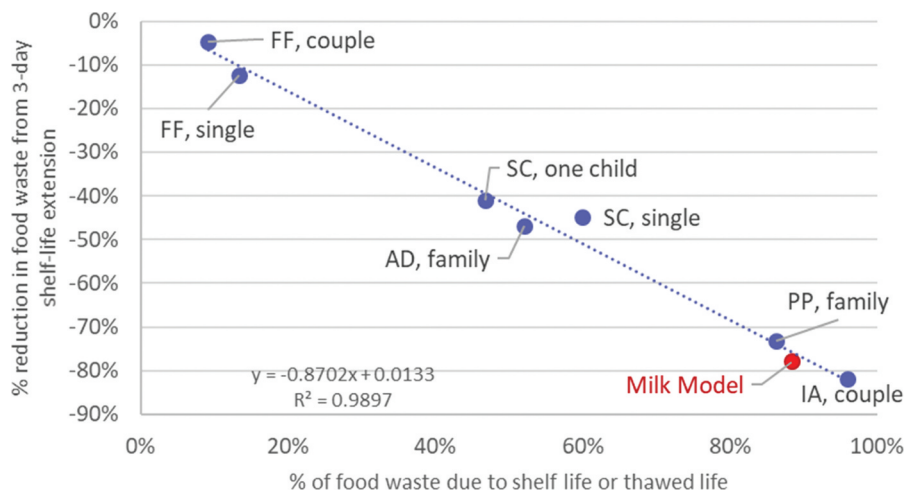 % reduction in food waste from 3-day
shelf-life extension
0%
-10%
-20%
-30%
-40%
-50%
-60%
-70%
-80%
-90%
FF, couple
FF, single
SC, one child
SC, single
AD, family
PP, family
Milk Model
IA, couple
y = -0.8702x + 0.0133
R² = 0.9897
0%
20%
40%
60%
80%
100%
% of food waste due to shelf life or thawed life